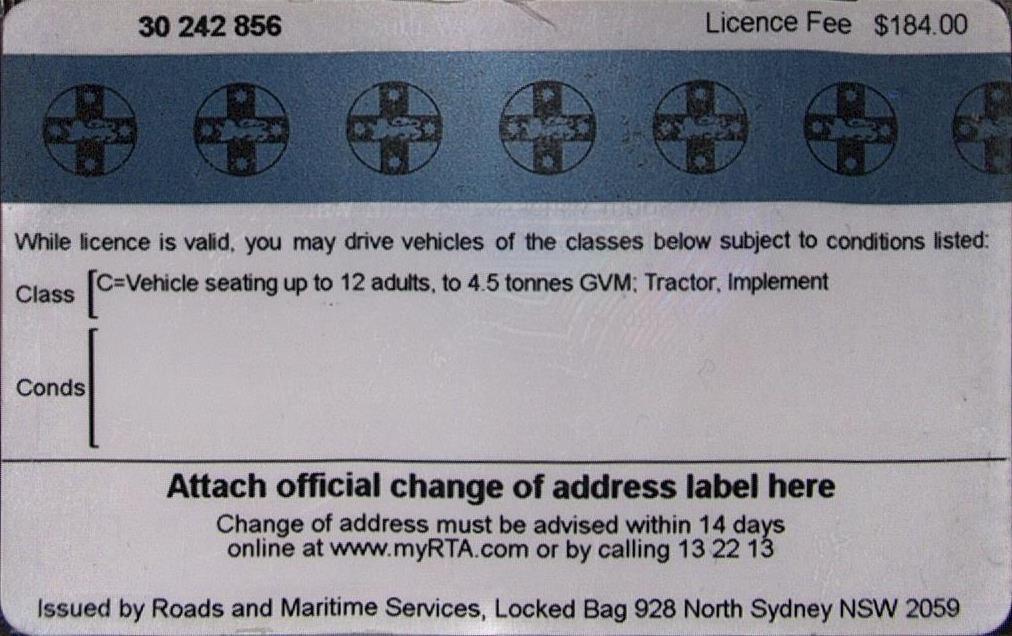 30 242 856 Licence Fee $184.00
While licence is valid, you may drive vehicles of the classes below subject to conditions listed:
Class C=Vehicle seating up to 12 adults, to 4.5 tonnes GVM; Tractor, Implement
Conds
Attach official change of address label here
Change of address must be advised within 14 days
online at www.myRTA.com or by calling 13 22 13
Issued by Roads and Maritime Services, Locked Bag 928 North Sydney NSW 2059